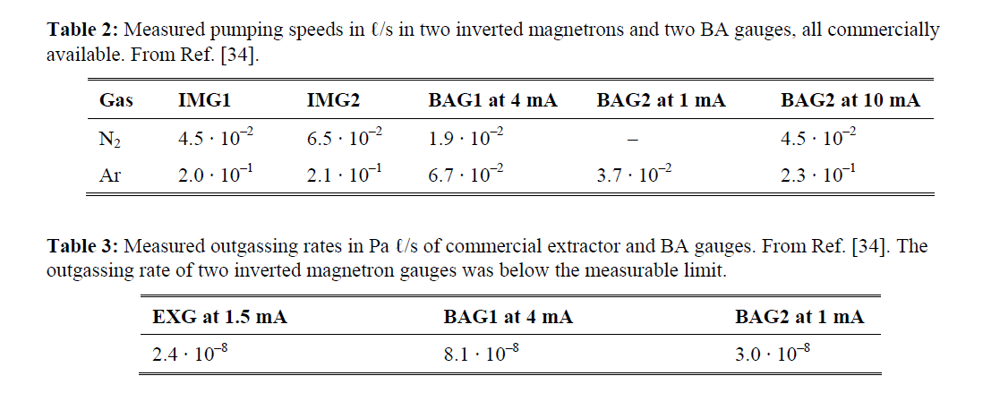 Table 2: Measured pumping speeds in ℓ/s in two inverted magnetrons and two BA gauges, all commercially
available. From Ref. [34].
Gas IMG1 IMG2 BAG1 at 4 mA BAG2 at 1 mA BAG2 at 10 mA
N₂ 4.5 · 10⁻² 6.5 · 10⁻² 1.9 · 10⁻² – 4.5 · 10⁻²
Ar 2.0 · 10⁻¹ 2.1 · 10⁻¹ 6.7 · 10⁻² 3.7 · 10⁻² 2.3 · 10⁻¹
Table 3: Measured outgassing rates in Pa ℓ/s of commercial extractor and BA gauges. From Ref. [34]. The
outgassing rate of two inverted magnetron gauges was below the measurable limit.
EXG at 1.5 mA BAG1 at 4 mA BAG2 at 1 mA
2.4 · 10⁻⁸ 8.1 · 10⁻⁸ 3.0 · 10⁻⁸